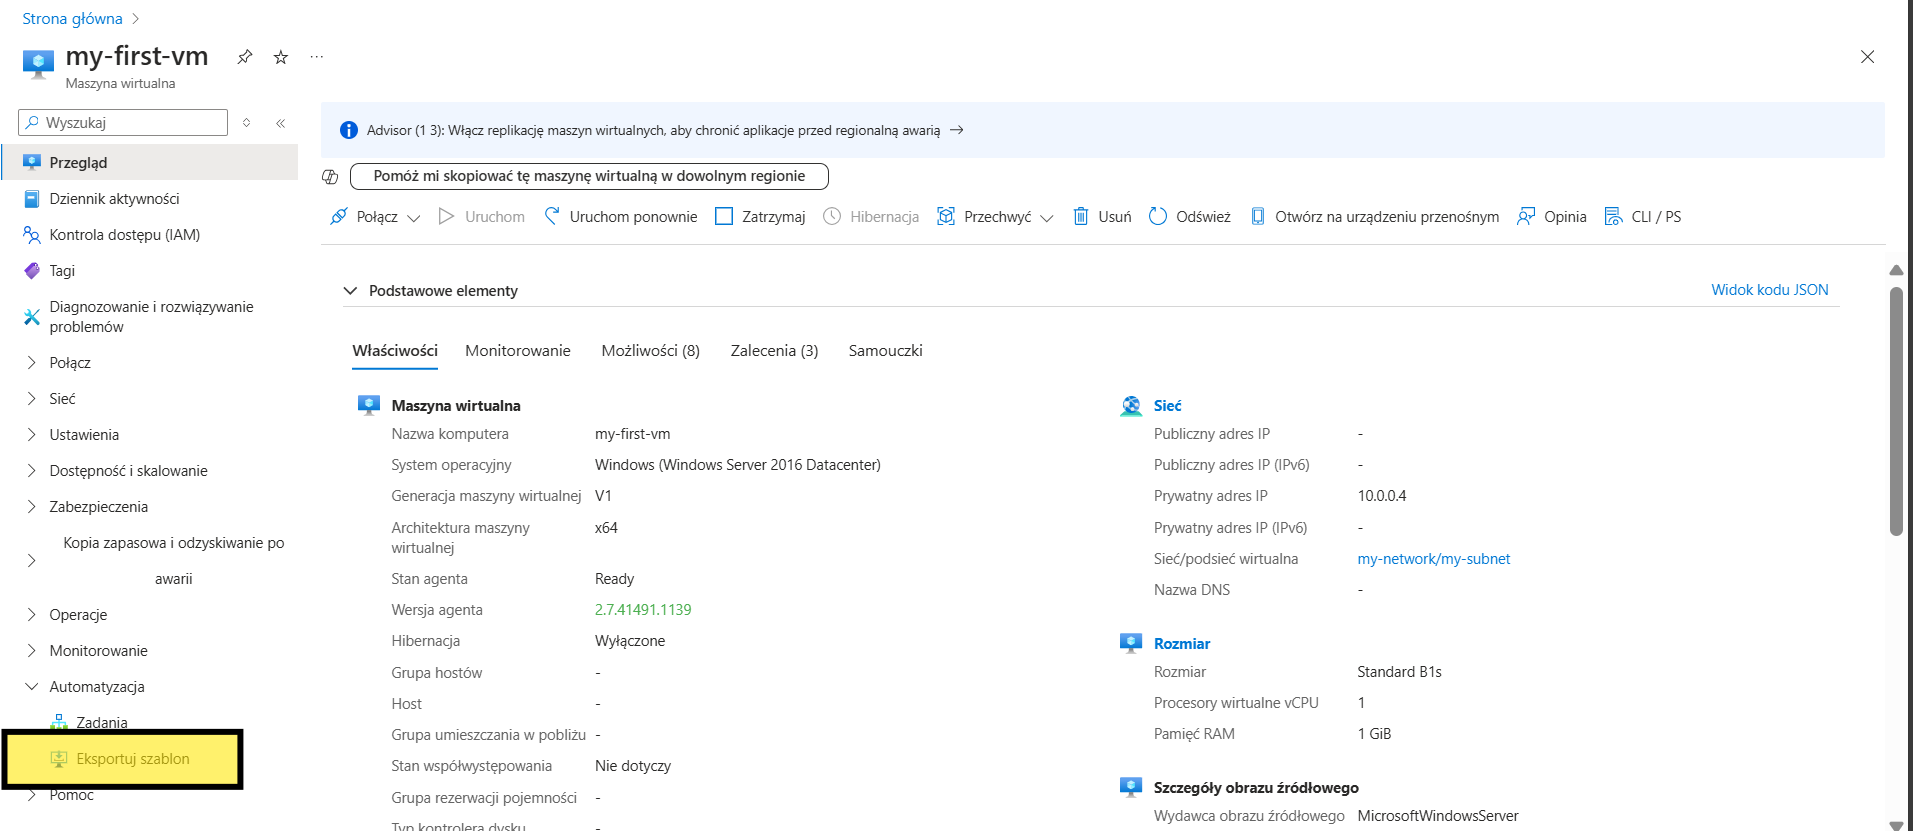 Strona główna
my-first-vm
Maszyna wirtualna
Wyszukaj
Przegląd
Dziennik aktywności
Kontrola dostępu (IAM)
Tagi
Diagnozowanie i rozwiązywanie
problemów
Połącz
Sieć
Ustawienia
Dostępność i skalowanie
Zabezpieczenia
Kopia zapasowa i odzyskiwanie po
awarii
Operacje
Monitorowanie
Automatyzacja
Zadania
Eksportuj szablon
Pomoc
Advisor (1 3): Włącz replikację maszyn wirtualnych, aby chronić aplikacje przed regionalną awarią →
Pomóż mi skopiować tę maszynę wirtualną w dowolnym regionie
Połącz Uruchom Uruchom ponownie Zatrzymaj Hibernacja Przechwyć Usuń Odśwież Otwórz na urządzeniu przenośnym Opinia CLI / PS
Podstawowe elementy
Widok kodu JSON
Właściwości Monitorowanie Możliwości (8) Zalecenia (3) Samouczki
Maszyna wirtualna
Nazwa komputera my-first-vm
System operacyjny Windows (Windows Server 2016 Datacenter)
Generacja maszyny wirtualnej V1
Architektura maszyny x64
wirtualnej
Stan agenta Ready
Wersja agenta 2.7.41491.1139
Hibernacja Wyłączone
Grupa hostów -
Host -
Grupa umieszczania w pobliżu -
Stan współwystępowania Nie dotyczy
Grupa rezerwacji pojemności -
Typ kontrolera dysku -
Sieć
Publiczny adres IP -
Publiczny adres IP (IPv6) -
Prywatny adres IP 10.0.0.4
Prywatny adres IP (IPv6) -
Sieć/podsieć wirtualna my-network/my-subnet
Nazwa DNS -
Rozmiar
Rozmiar Standard B1s
Procesory wirtualne vCPU 1
Pamięć RAM 1 GiB
Szczegóły obrazu źródłowego
Wydawca obrazu źródłowego MicrosoftWindowsServer